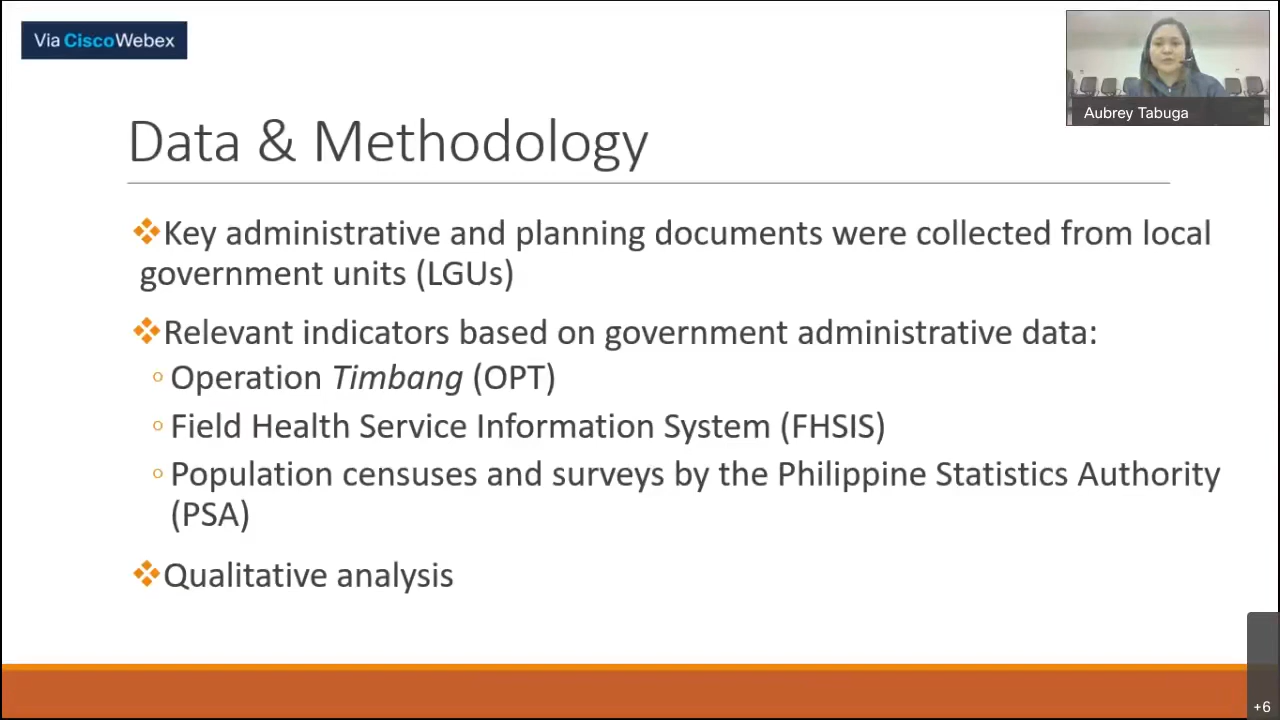 Via CiscoWebex
Aubrey Tabuga
Data & Methodology
Key administrative and planning documents were collected from local
government units (LGUs)
Relevant indicators based on government administrative data:
Operation Timbang (OPT)
Field Health Service Information System (FHSIS)
Population censuses and surveys by the Philippine Statistics Authority
(PSA)
Qualitative analysis
+6